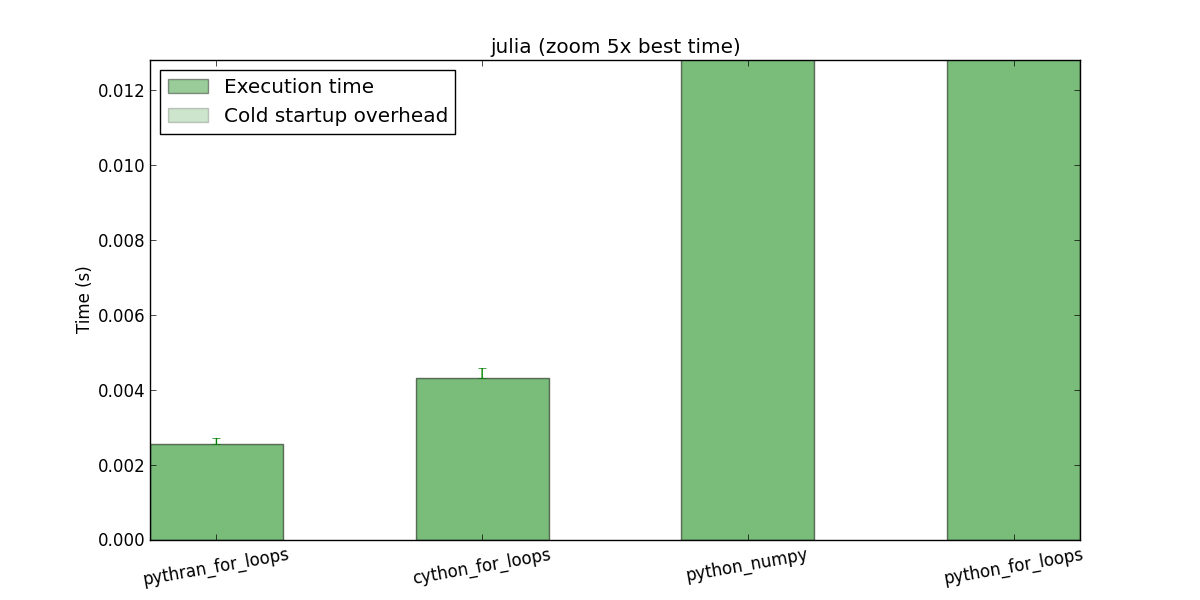 julia (zoom 5x best time)
Execution time
Cold startup overhead
0.012
0.010
0.008
0.006
0.004
0.002
0.000
Time (s)
pythran_for_loops
cython_for_loops
python_numpy
python_for_loops